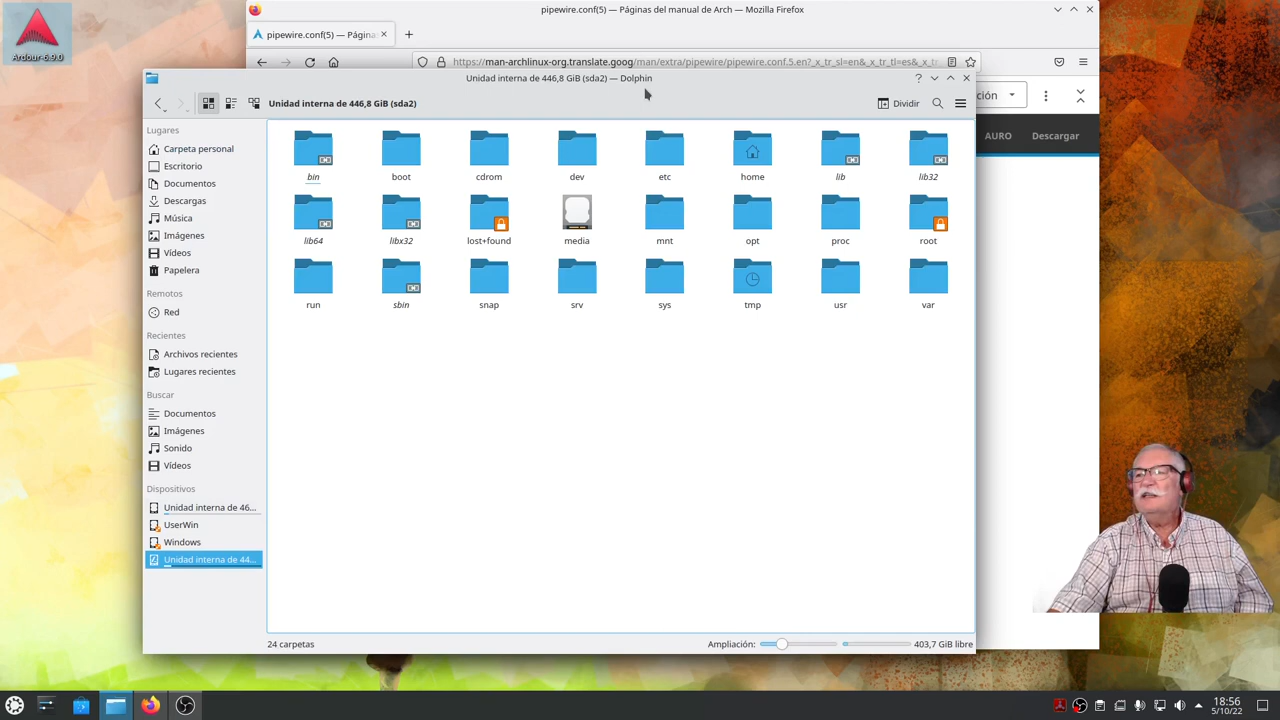 Ardour-6.9.0
pipewire.conf(5) — Páginas del manual de Arch — Mozilla Firefox
pipewire.conf(5) — Página
https://man-archlinux-org.translate.goog/man/extra/pipewire/pipewire.conf.5.en?_x_tr_sl=en&_x_tr_tl=es&_x_tr_
Unidad interna de 446,8 GiB (sda2) — Dolphin
Unidad interna de 446,8 GiB (sda2)
Dividir
ción
AURO
Descargar
Lugares
Carpeta personal
Escritorio
Documentos
Descargas
Música
Imágenes
Vídeos
Papelera
Remotos
Red
Recientes
Archivos recientes
Lugares recientes
Buscar
Documentos
Imágenes
Sonido
Vídeos
Dispositivos
Unidad interna de 46...
UserWin
Windows
Unidad interna de 44...
bin boot cdrom dev etc home lib lib32
lib64 libx32 lost+found media mnt opt proc root
run sbin snap srv sys tmp usr var
24 carpetas
Ampliación:
403,7 GiB libre
18:56
5/10/22